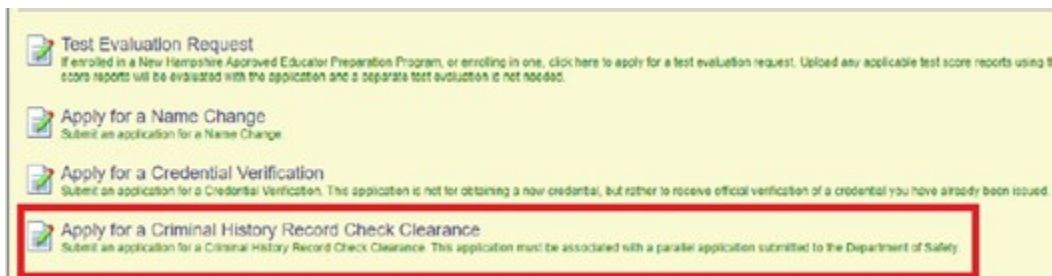 Test Evaluation Request
If enrolled in a New Hampshire Approved Educator Preparation Program, or enrolling in one, click here to apply for a test evaluation request. Upload any applicable test score reports using
score reports will be evaluated with the application and a separate test evaluation is not needed.
Apply for a Name Change
Submit an application for a Name Change.
Apply for a Credential Verification
Submit an application for a Credential Verification. This application is not for obtaining a new credential, but rather to receive official verification of a credential you have already been issued.
Apply for a Criminal History Record Check Clearance
Submit an application for a Criminal History Record Check Clearance. This application must be associated with a parallel application submitted to the Department of Safety.